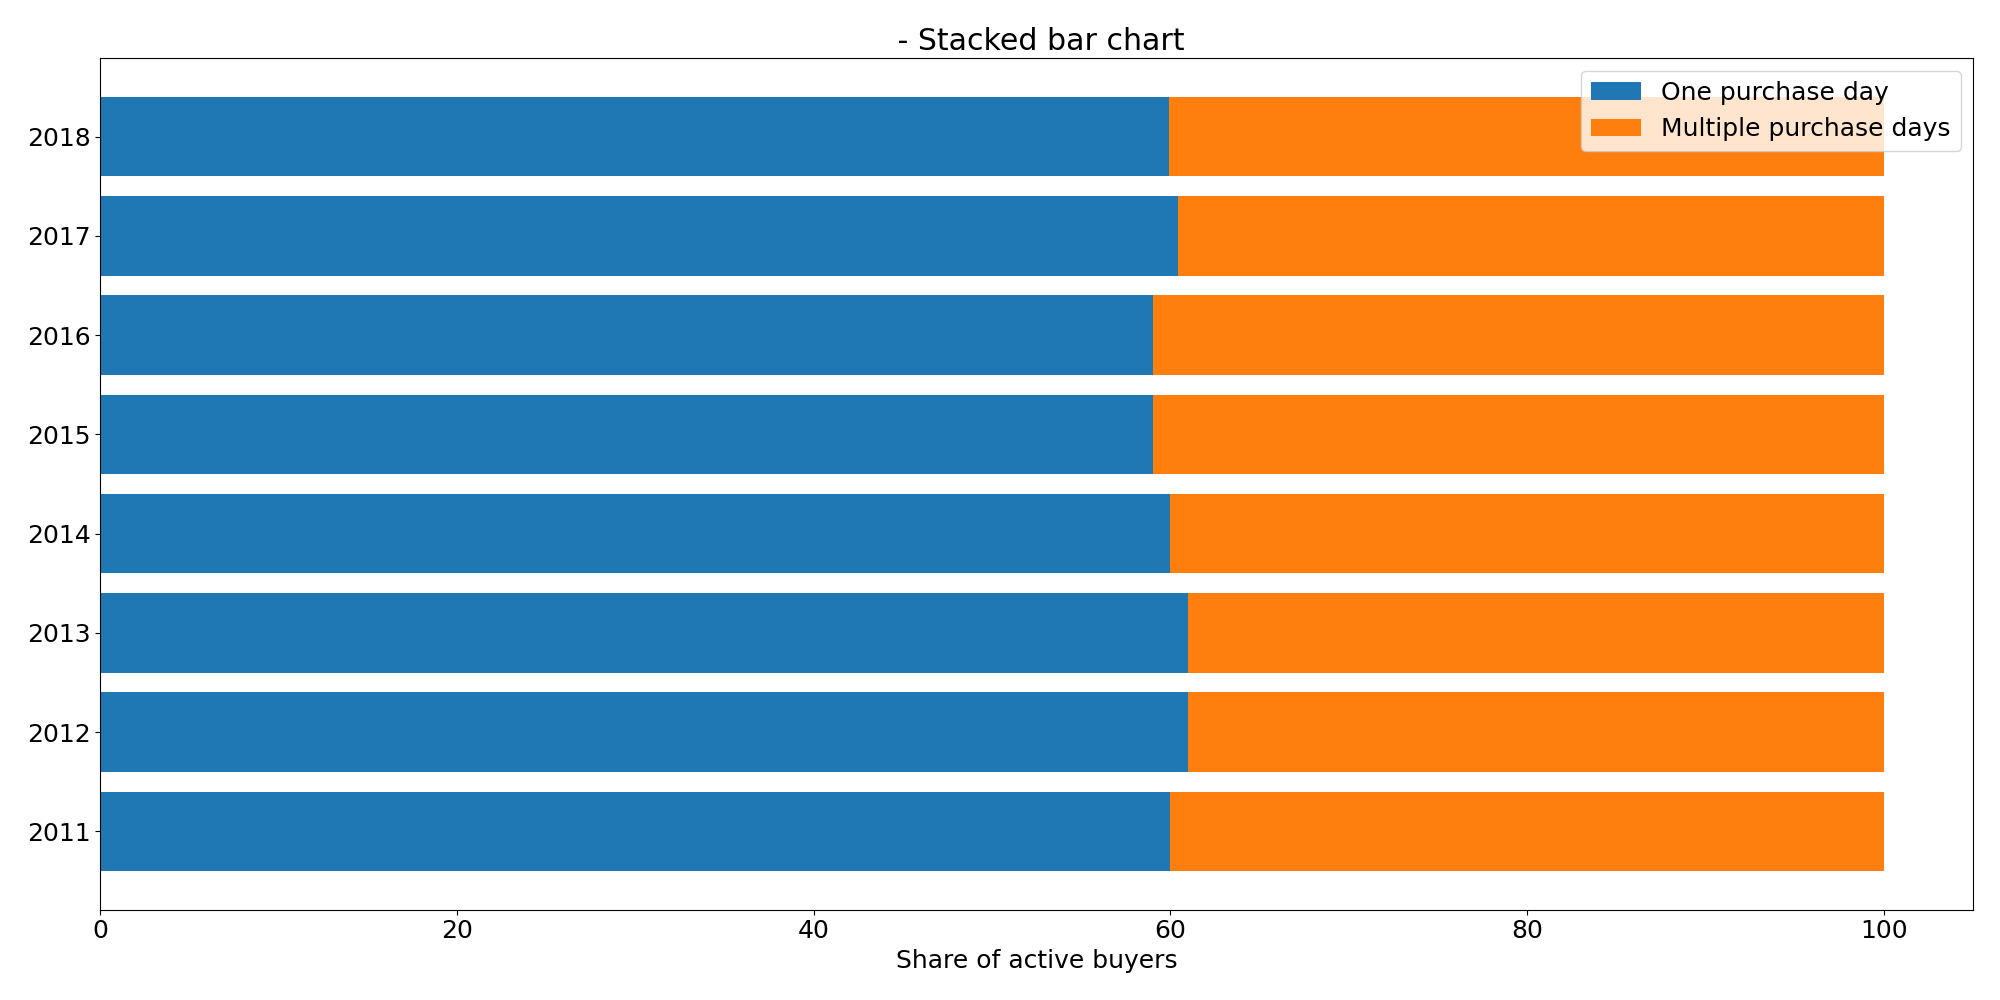 - Stacked bar chart
One purchase day
Multiple purchase days
2018
2017
2016
2015
2014
2013
2012
2011
0 20 40 60 80 100
Share of active buyers